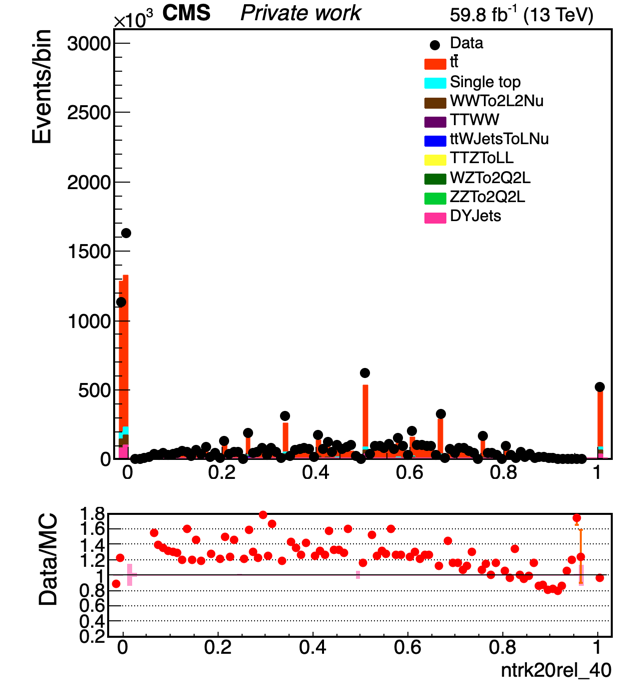 ×10³ CMS Private work 59.8 fb⁻¹ (13 TeV)
Events/bin
3000
2500
2000
1500
1000
500
0
Data
tt̄
Single top
WWTo2L2Nu
TTWW
ttWJetsToLNu
TTZToLL
WZTo2Q2L
ZZTo2Q2L
DYJets
0 0.2 0.4 0.6 0.8 1
Data/MC
1.8
1.6
1.4
1.2
1
0.8
0.6
0.4
0.2
0 0.2 0.4 0.6 0.8 1
ntrk20rel_40